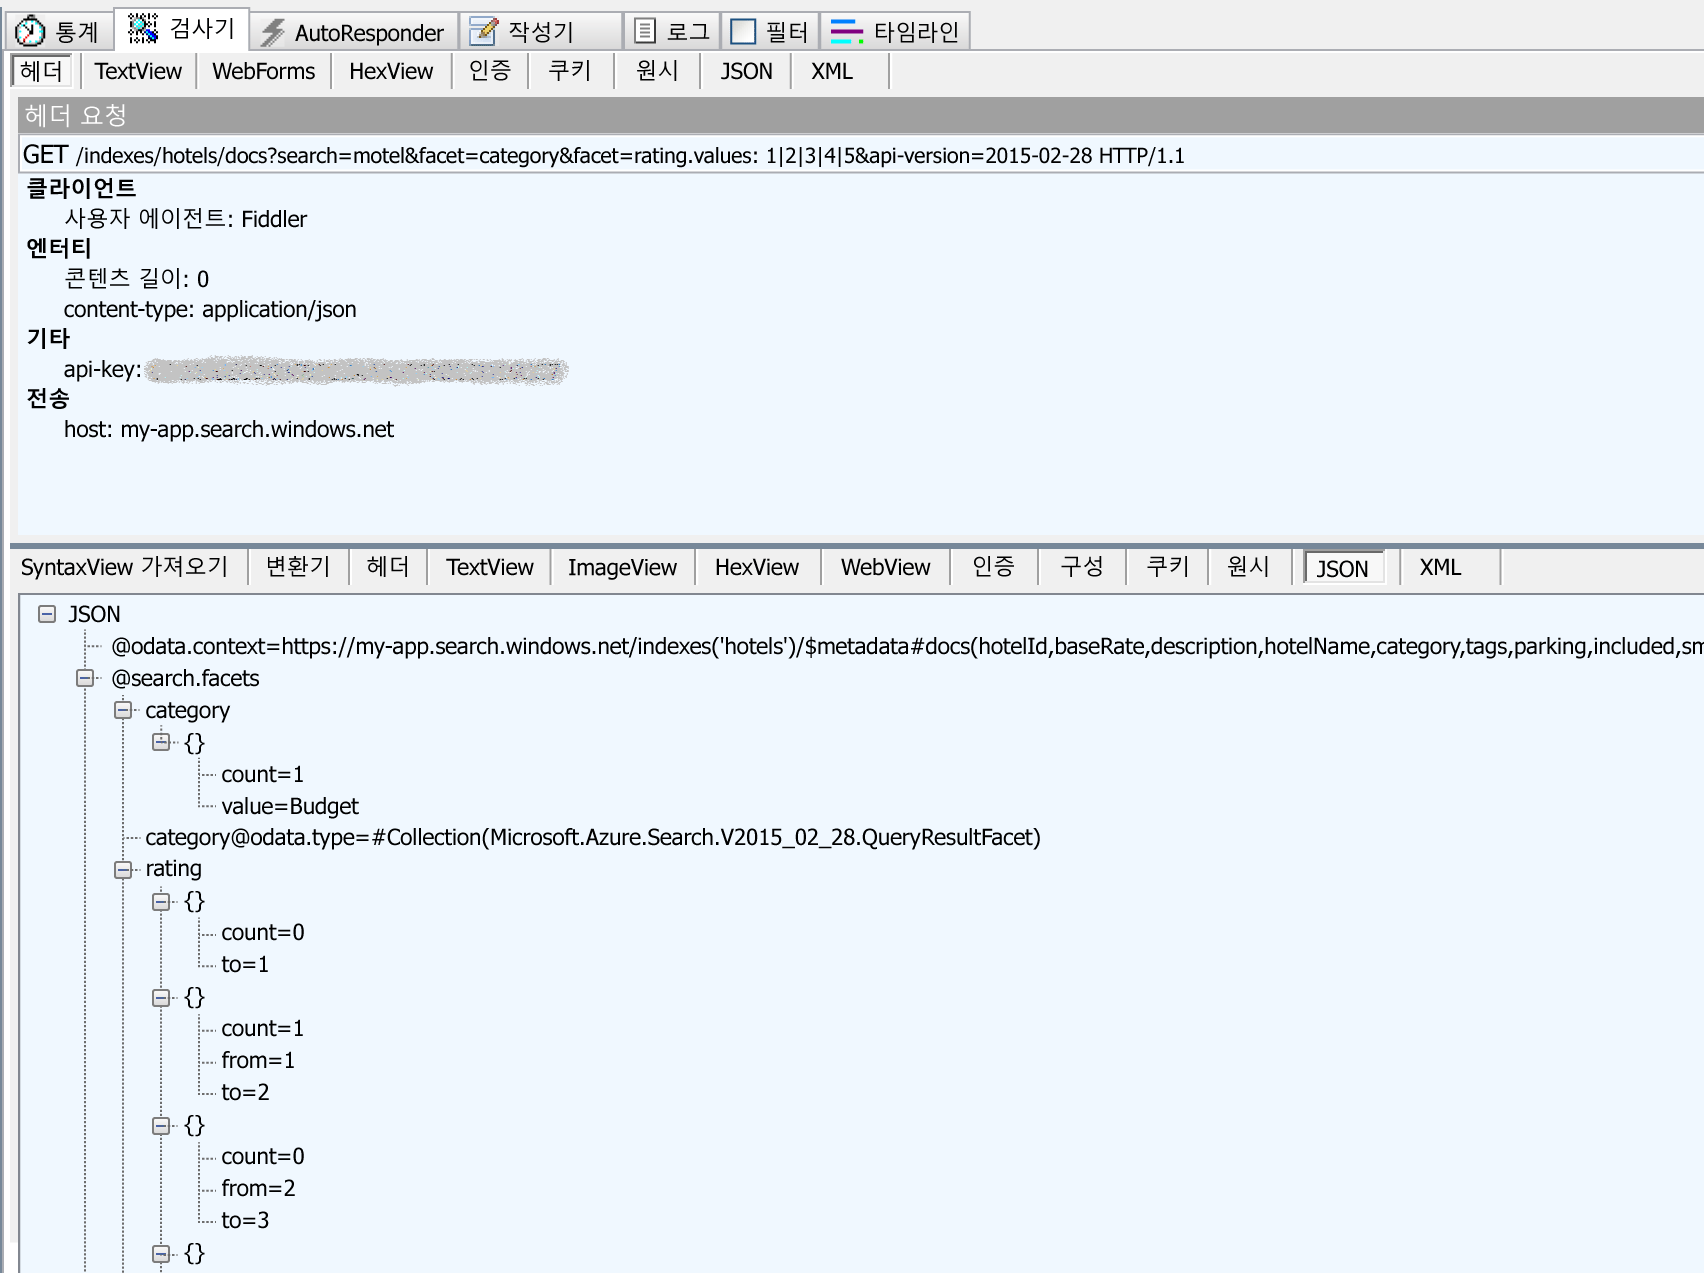 통계 검사기 AutoResponder 작성기 로그 필터 타임라인
헤더 TextView WebForms HexView 인증 쿠키 원시 JSON XML
헤더 요청
GET /indexes/hotels/docs?search=motel&facet=category&facet=rating.values: 1|2|3|4|5&api-version=2015-02-28 HTTP/1.1
클라이언트
사용자 에이전트: Fiddler
엔터티
콘텐츠 길이: 0
content-type: application/json
기타
api-key:
전송
host: my-app.search.windows.net
SyntaxView 가져오기 변환기 헤더 TextView ImageView HexView WebView 인증 구성 쿠키 원시 JSON XML
JSON
@odata.context=https://my-app.search.windows.net/indexes('hotels')/$metadata#docs(hotelId,baseRate,description,hotelName,category,tags,parking,included,sm
@search.facets
category
{}
count=1
value=Budget
category@odata.type=#Collection(Microsoft.Azure.Search.V2015_02_28.QueryResultFacet)
rating
{}
count=0
to=1
{}
count=1
from=1
to=2
{}
count=0
from=2
to=3
{}